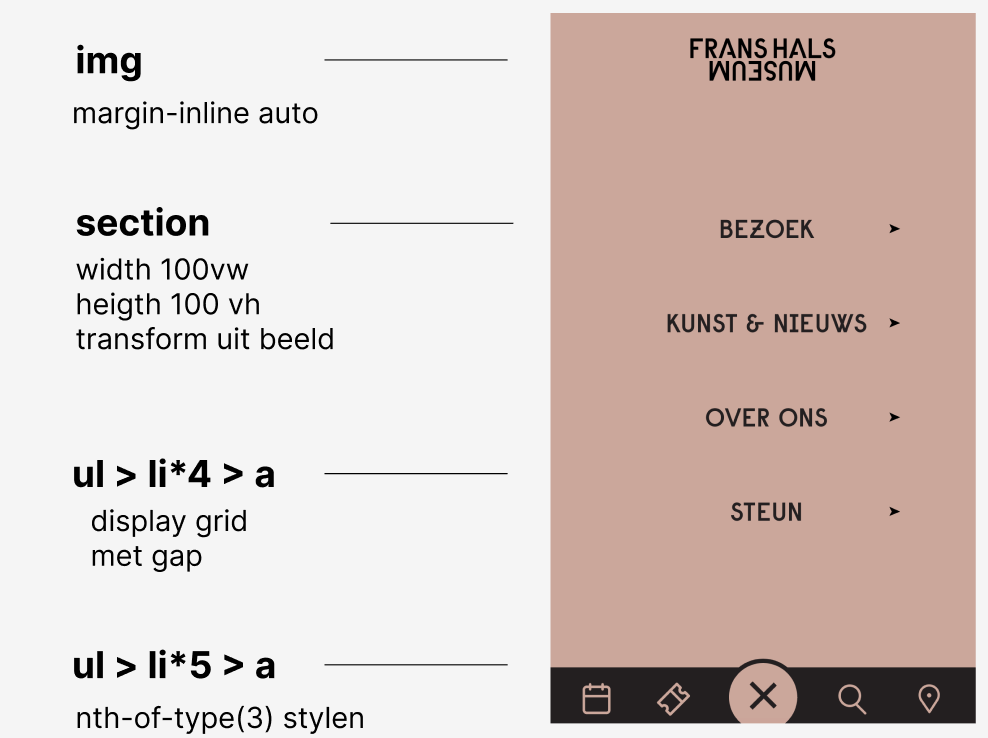 img
margin-inline auto
section
width 100vw
heigth 100 vh
transform uit beeld
ul > li*4 > a
display grid
met gap
ul > li*5 > a
nth-of-type(3) stylen
FRANS HALS
MUSEUM
BEZOEK
KUNST & NIEUWS
OVER ONS
STEUN